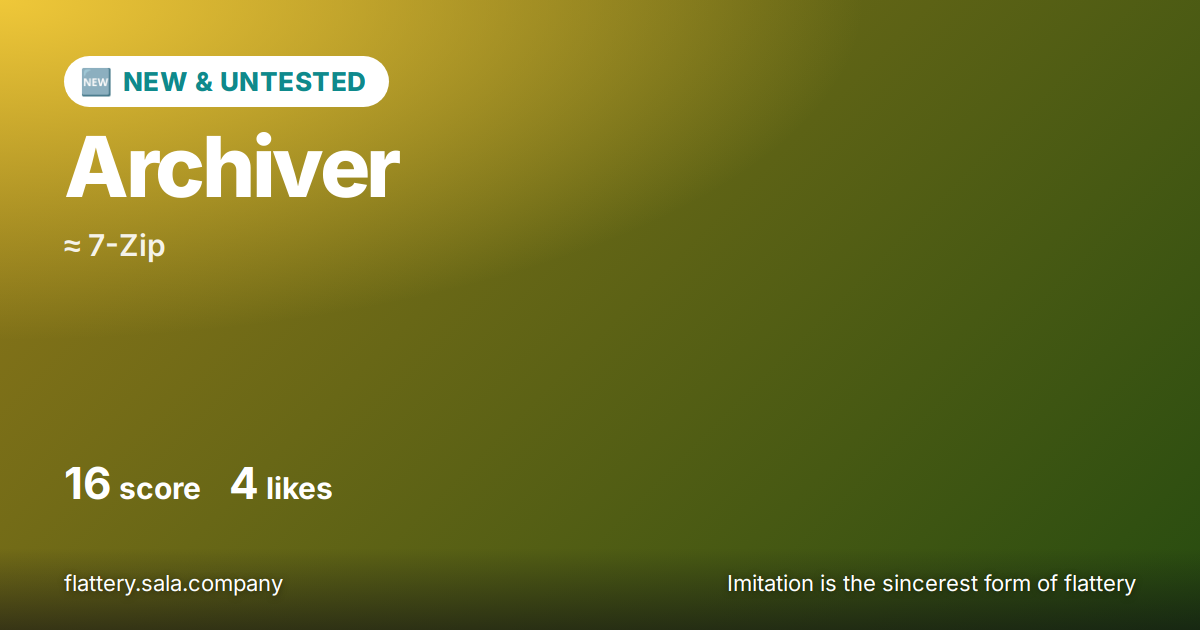 🆕 NEW & UNTESTED
Archiver
≈ 7-Zip
16 score 4 likes
flattery.sala.company
Imitation is the sincerest form of flattery